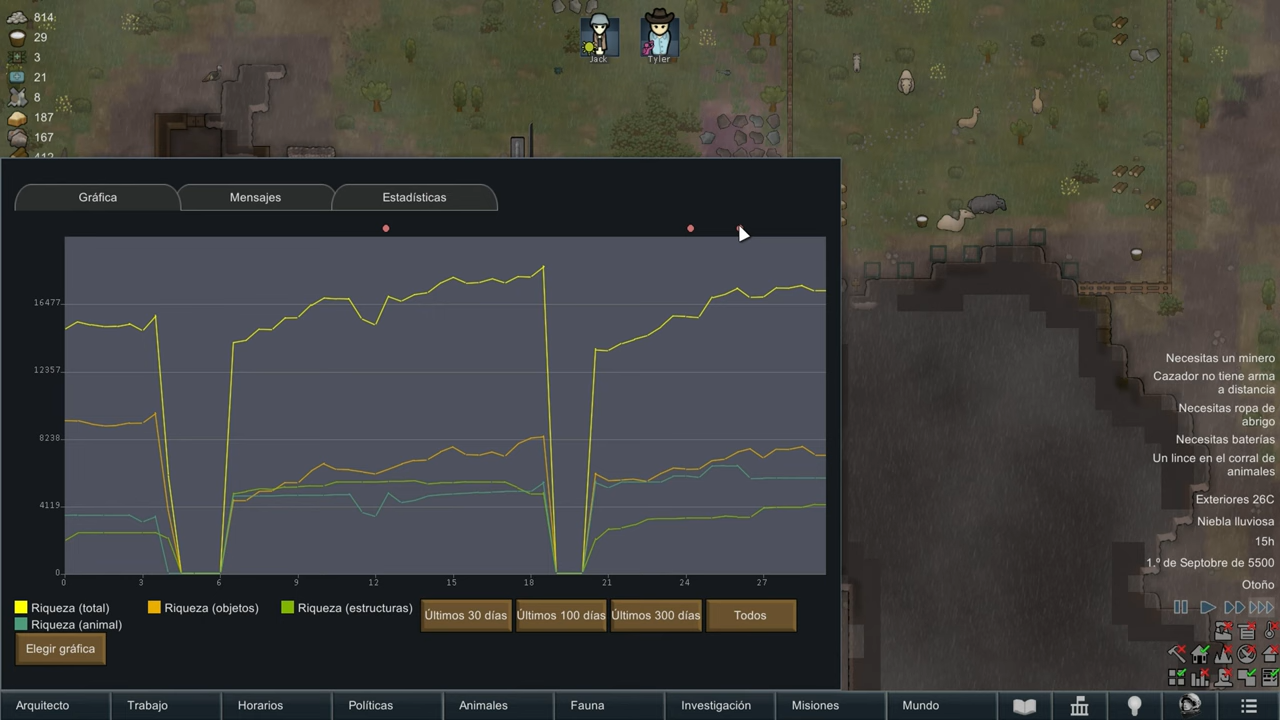 814
29
3
21
8
187
167
Jack
Tyler
Gráfica
Mensajes
Estadísticas
16477
12357
8238
4119
0
0
3
6
9
12
15
18
21
24
27
Riqueza (total)
Riqueza (objetos)
Riqueza (estructuras)
Riqueza (animal)
Últimos 30 días
Últimos 100 días
Últimos 300 días
Todos
Elegir gráfica
Necesitas un minero
Cazador no tiene arma
a distancia
Necesitas ropa de
abrigo
Necesitas baterías
Un lince en el corral de
animales
Exteriores 26C
Niebla lluviosa
15h
1.º de Septobre de 5500
Otoño
Arquitecto
Trabajo
Horarios
Políticas
Animales
Fauna
Investigación
Misiones
Mundo